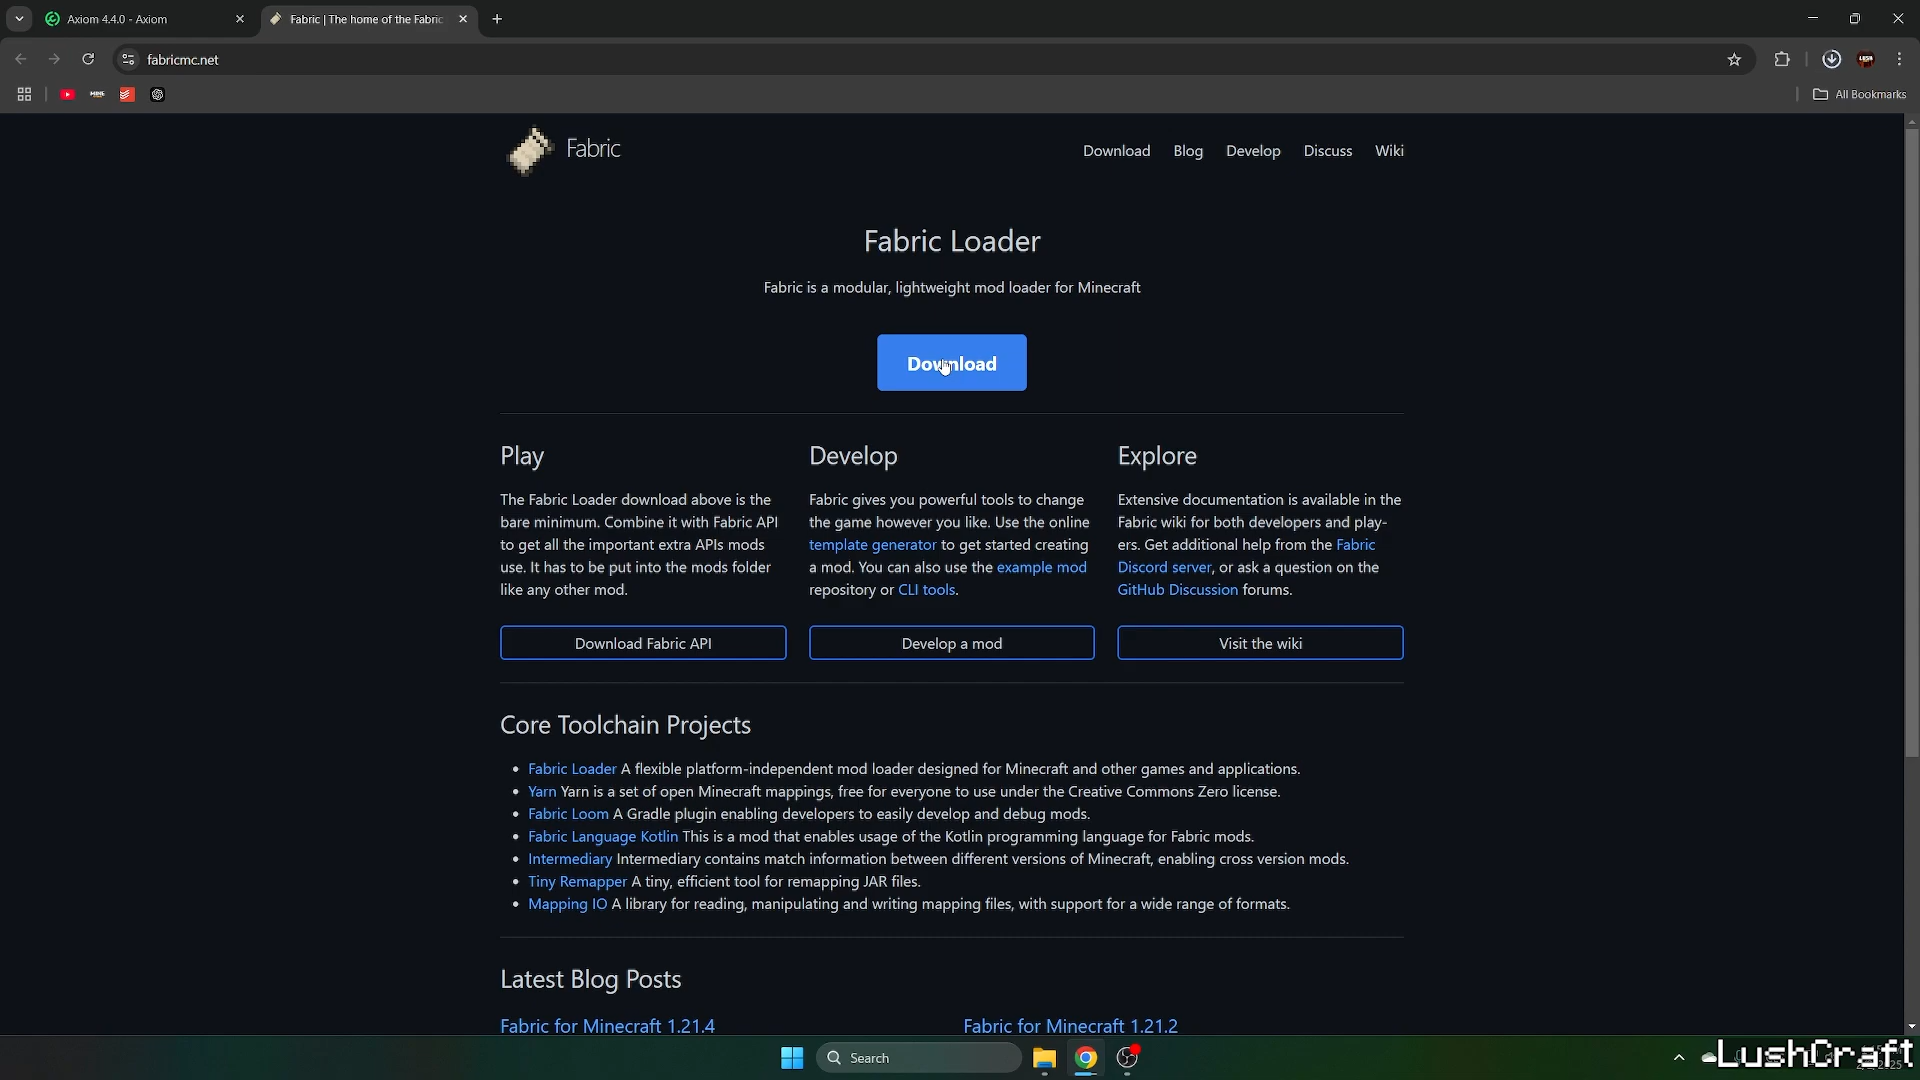 Axiom 4.4.0 - Axiom
Fabric | The home of the Fabric
fabricmc.net
All Bookmarks
Fabric
Download Blog Develop Discuss Wiki
Fabric Loader
Fabric is a modular, lightweight mod loader for Minecraft
Download
Play
The Fabric Loader download above is the
bare minimum. Combine it with Fabric API
to get all the important extra APIs mods
use. It has to be put into the mods folder
like any other mod.
Download Fabric API
Develop
Fabric gives you powerful tools to change
the game however you like. Use the online
template generator to get started creating
a mod. You can also use the example mod
repository or CLI tools.
Develop a mod
Explore
Extensive documentation is available in the
Fabric wiki for both developers and play-
ers. Get additional help from the Fabric
Discord server, or ask a question on the
GitHub Discussion forums.
Visit the wiki
Core Toolchain Projects
• Fabric Loader A flexible platform-independent mod loader designed for Minecraft and other games and applications.
• Yarn Yarn is a set of open Minecraft mappings, free for everyone to use under the Creative Commons Zero license.
• Fabric Loom A Gradle plugin enabling developers to easily develop and debug mods.
• Fabric Language Kotlin This is a mod that enables usage of the Kotlin programming language for Fabric mods.
• Intermediary Intermediary contains match information between different versions of Minecraft, enabling cross version mods.
• Tiny Remapper A tiny, efficient tool for remapping JAR files.
• Mapping IO A library for reading, manipulating and writing mapping files, with support for a wide range of formats.
Latest Blog Posts
Fabric for Minecraft 1.21.4
Fabric for Minecraft 1.21.2
Search
LushCraft